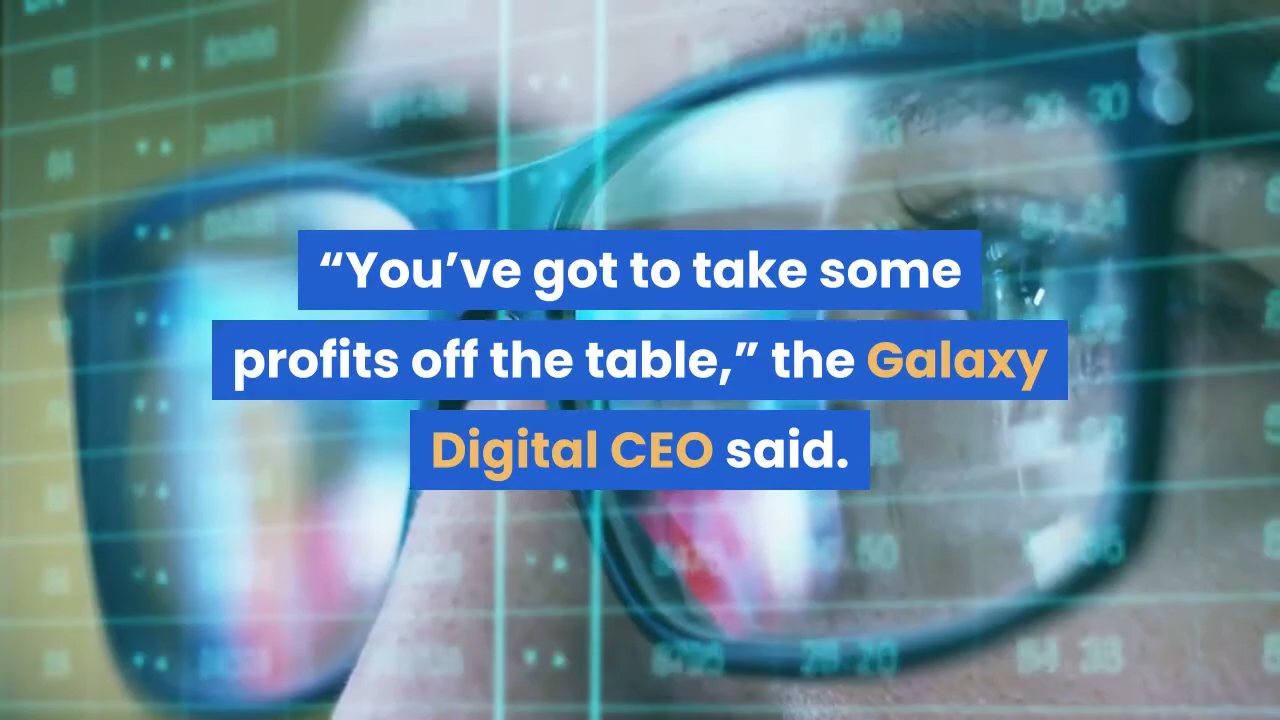 “You’ve got to take some
profits off the table,” the Galaxy
Digital CEO said.